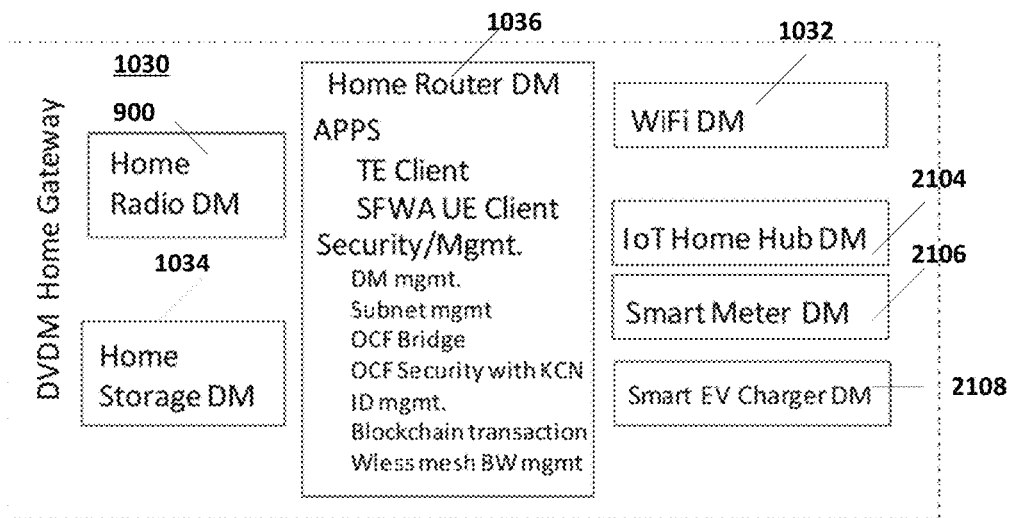 1036
1032
1030
DVDM Home Gateway
900
Home
Radio DM
1034
Home
Storage DM
Home Router DM
APPS
TE Client
SFWA UE Client
Security/Mgmt.
DM mgmt.
Subnet mgmt
OCF Bridge
OCF Security with KCN
ID mgmt.
Blockchain transaction
Wless mesh BW mgmt
WiFi DM
2104
IoT Home Hub DM
2106
Smart Meter DM
Smart EV Charger DM
2108